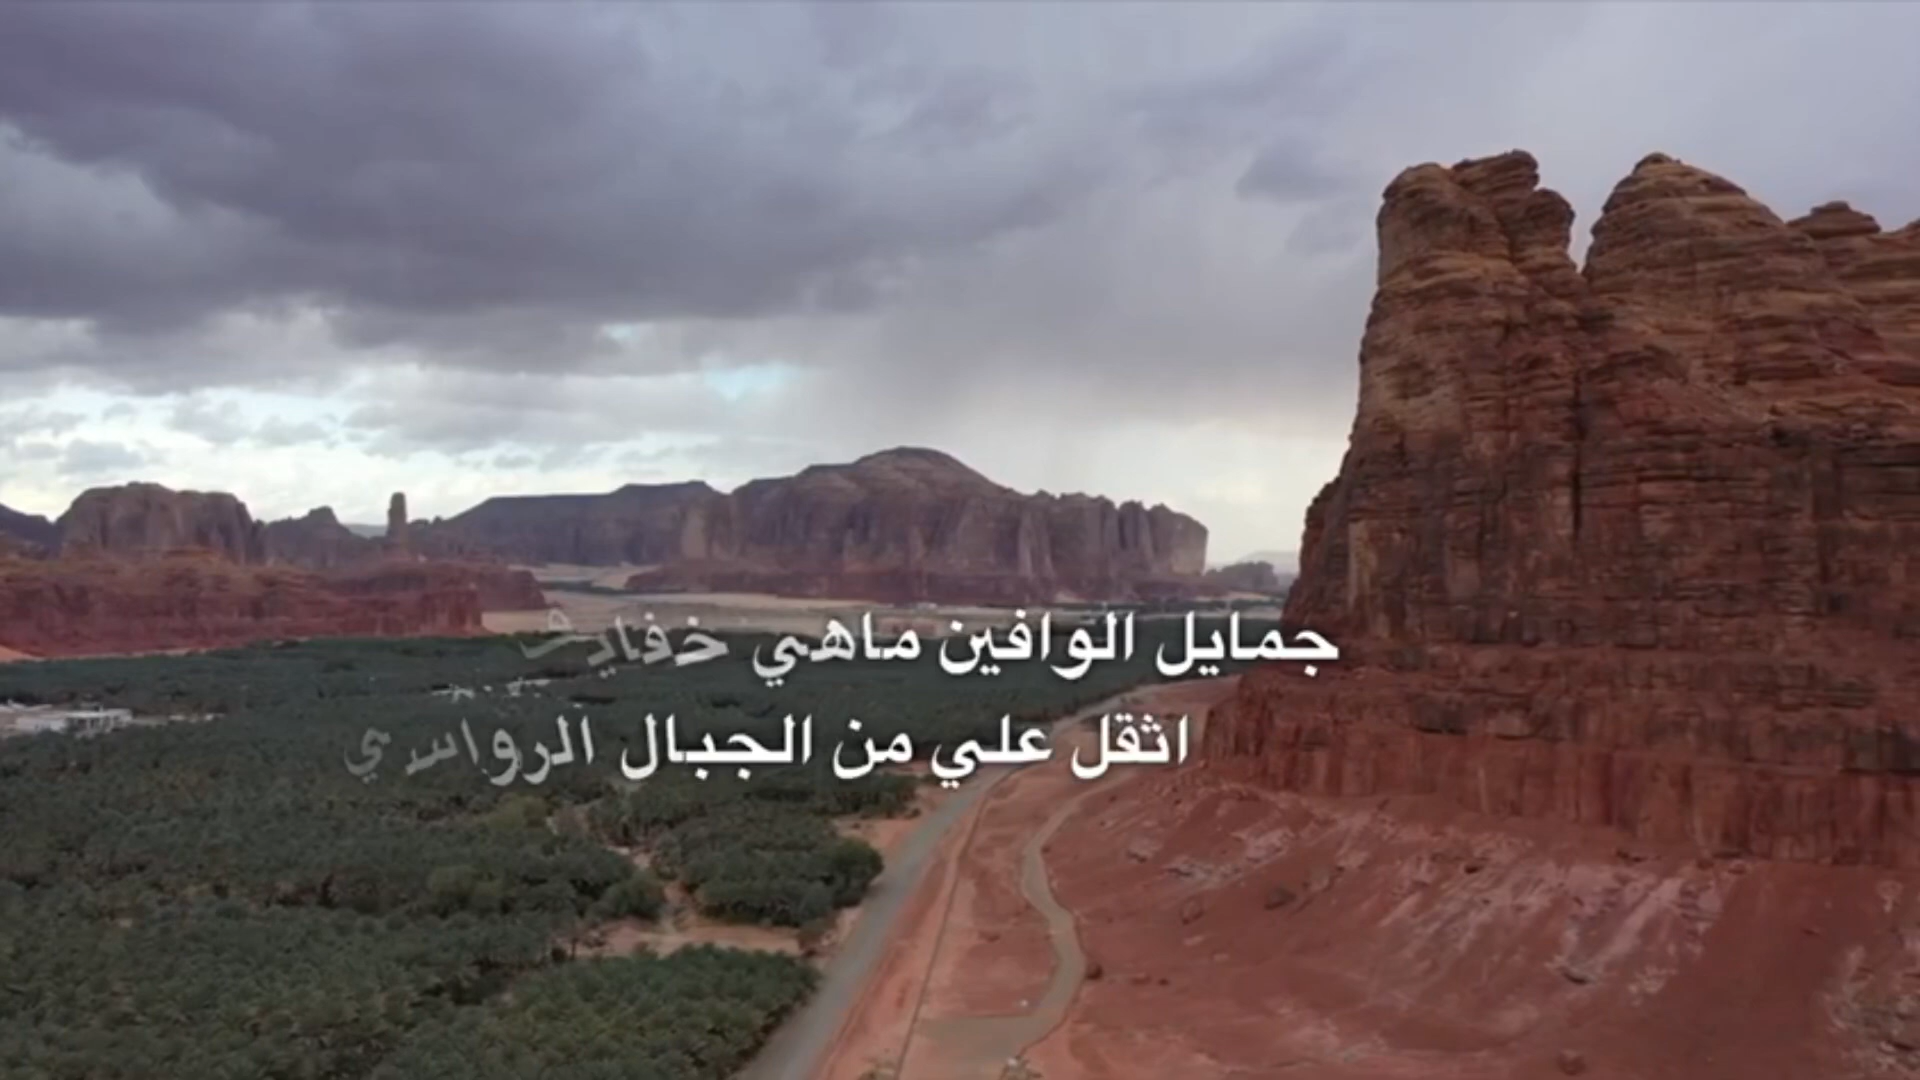 جمايل الوافين ماهي خفايف
اثقل علي من الجبال الرواسي